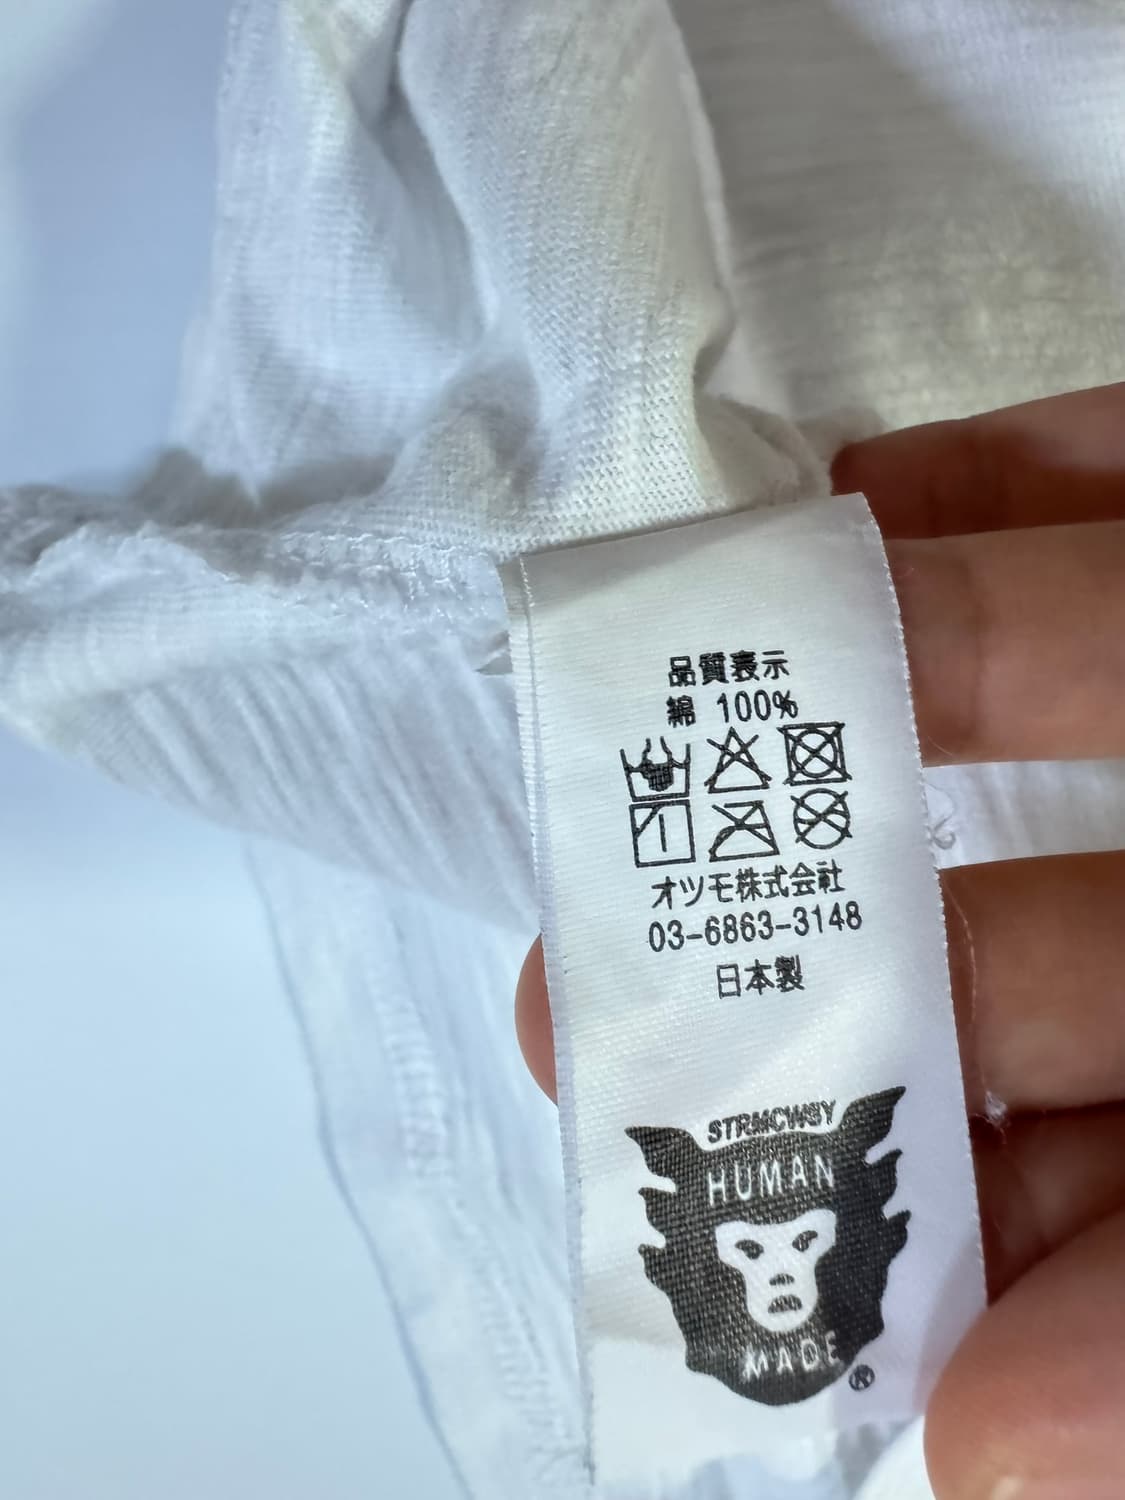 品質表示
綿 100%
オツモ株式会社
03-6863-3148
日本製
STRMCWBY
HUMAN
MADE
®